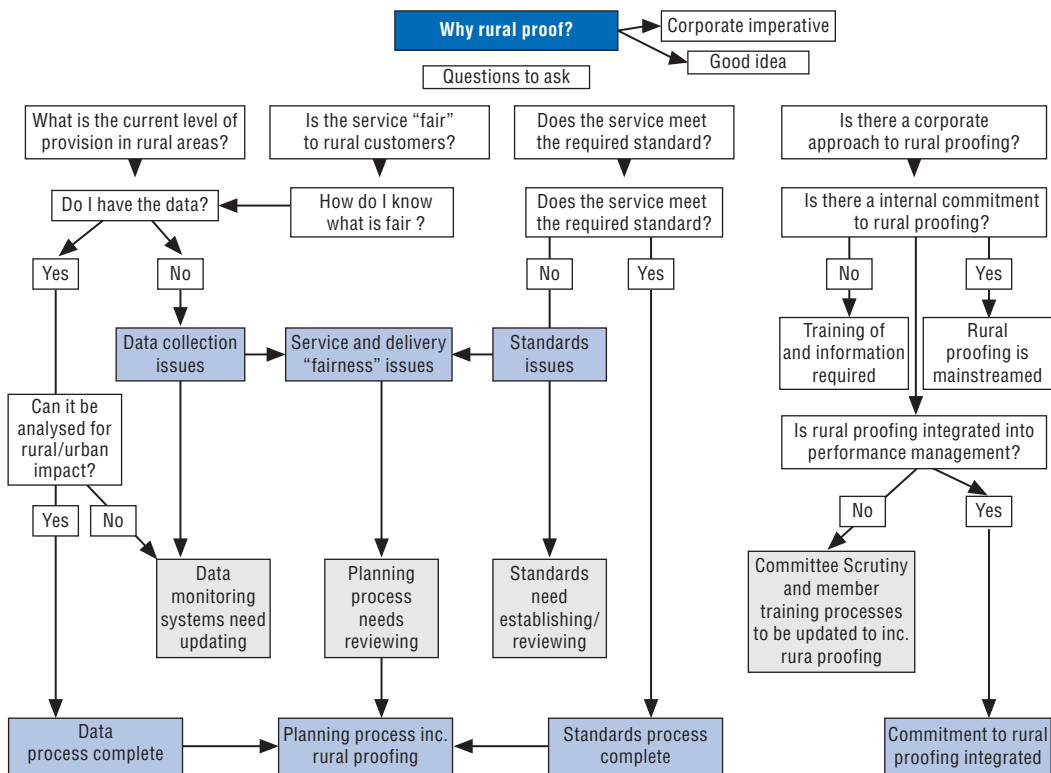 Why rural proof?
Corporate imperative
Good idea
Questions to ask
What is the current level of
provision in rural areas?
Is the service “fair”
to rural customers?
Does the service meet
the required standard?
Is there a corporate
approach to rural proofing?
Do I have the data?
How do I know
what is fair ?
Does the service meet
the required standard?
Is there a internal commitment
to rural proofing?
Yes
No
No
Yes
No
Yes
Data collection
issues
Service and delivery
“fairness” issues
Standards
issues
Training of
and information
required
Rural
proofing is
mainstreamed
Can it be
analysed for
rural/urban
impact?
Is rural proofing integrated into
performance management?
Yes
No
No
Yes
Data
monitoring
systems need
updating
Planning
process
needs
reviewing
Standards
need
establishing/
reviewing
Committee Scrutiny
and member
training processes
to be updated to inc.
rura proofing
Data
process complete
Planning process inc.
rural proofing
Standards process
complete
Commitment to rural
proofing integrated